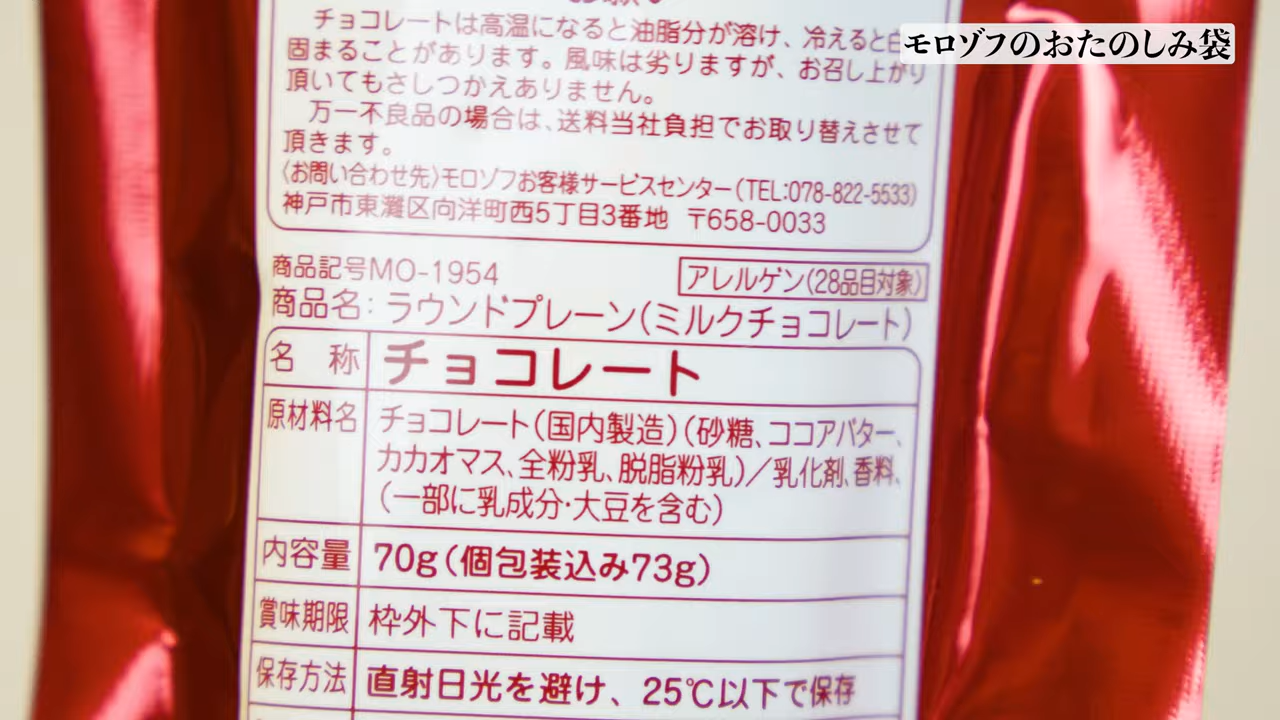 モロゾフのおたのしみ袋
チョコレートは高温になると油脂分が溶け、冷えると白
固まることがあります。風味は劣りますが、お召し上がり
頂いてもさしつかえありません。
万一不良品の場合は、送料当社負担でお取り替えさせて
頂きます。
〈お問い合わせ先〉モロゾフお客様サービスセンター(TEL:078-822-5533)
神戸市東灘区向洋町西5丁目3番地 〒658-0033
商品記号MO-1954
アレルゲン(28品目対象)
商品名:ラウンドプレーン(ミルクチョコレート)
名 称 チョコレート
原材料名 チョコレート(国内製造)(砂糖、ココアバター、
カカオマス、全粉乳、脱脂粉乳)/乳化剤、香料、
(一部に乳成分・大豆を含む)
内容量 70g(個包装込み73g)
賞味期限 枠外下に記載
保存方法 直射日光を避け、25℃以下で保存